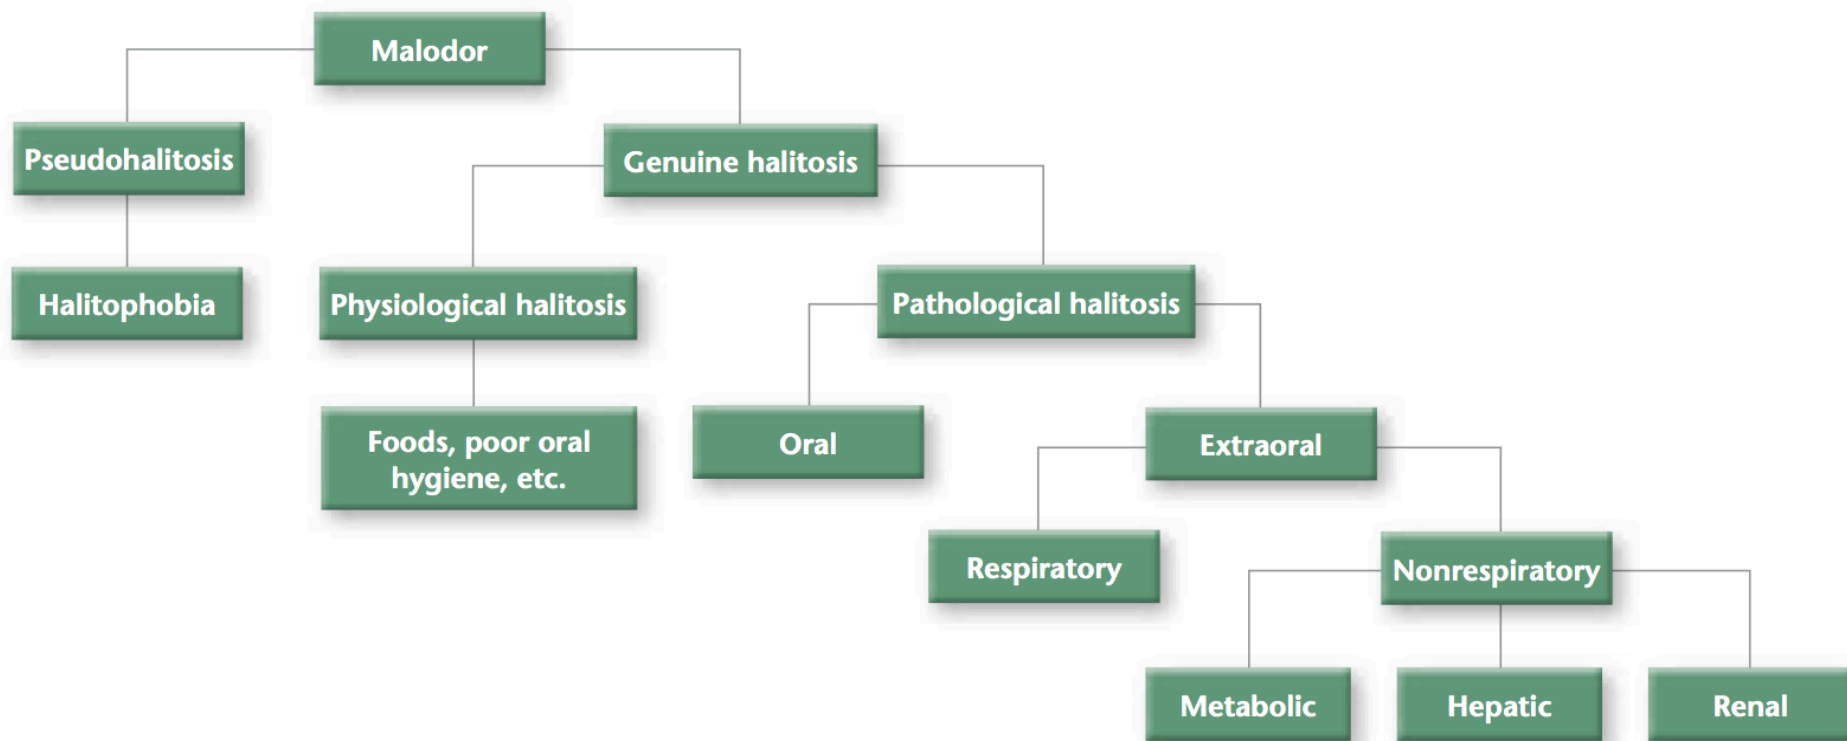 Malodor
Pseudohalitosis
Genuine halitosis
Halitophobia
Physiological halitosis
Pathological halitosis
Foods, poor oral
hygiene, etc.
Oral
Extraoral
Respiratory
Nonrespiratory
Metabolic
Hepatic
Renal